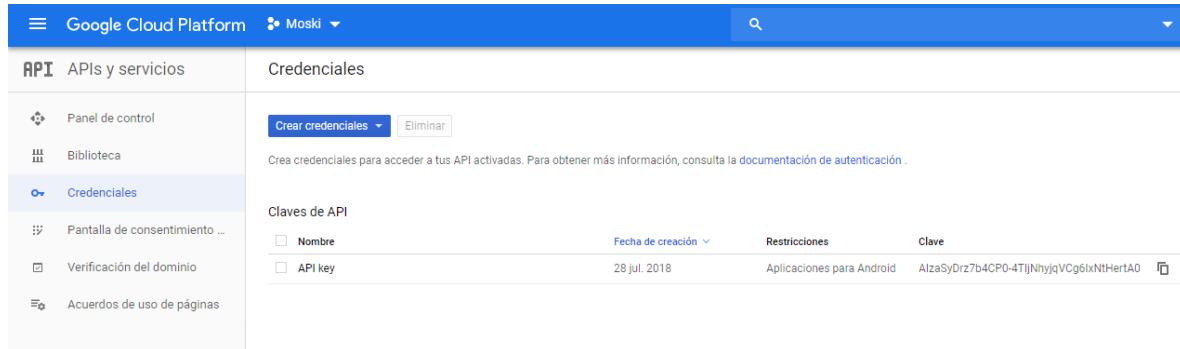 Google Cloud Platform Moski
API APIs y servicios
Credenciales
Panel de control
Biblioteca
Credenciales
Pantalla de consentimiento ...
Verificación del dominio
Acuerdos de uso de páginas
Crear credenciales Eliminar
Crea credenciales para acceder a tus API activadas. Para obtener más información, consulta la documentación de autenticación .
Claves de API
Nombre Fecha de creación Restricciones Clave
API key 28 jul. 2018 Aplicaciones para Android